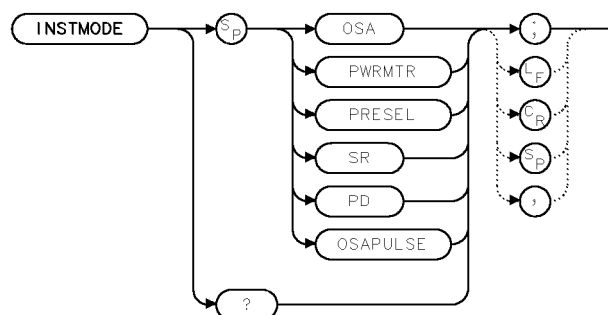 INSTMODE
SP
OSA
;
PWRMTR
LF
PRESEL
CR
SR
SP
PD
,
OSAPULSE
?